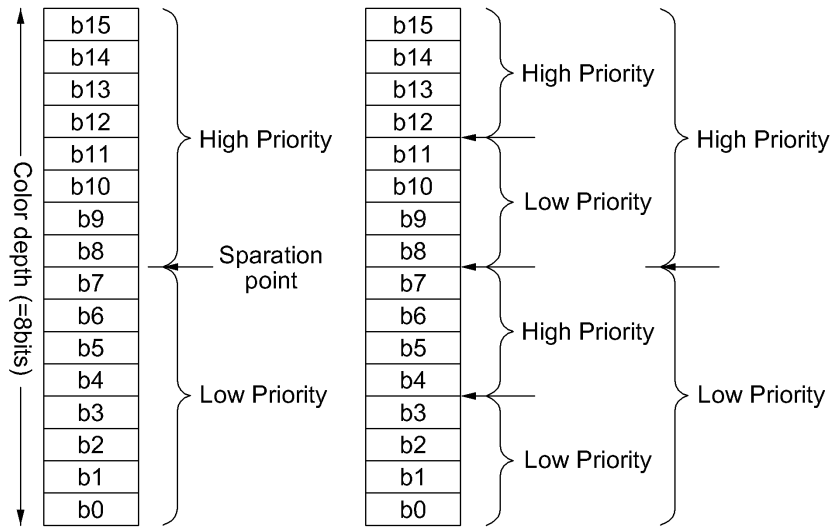 Color depth (=8bits)
b15
b14
b13
b12
b11
b10
b9
b8
b7
b6
b5
b4
b3
b2
b1
b0
High Priority
Sparation
point
Low Priority
b15
b14
b13
b12
b11
b10
b9
b8
b7
b6
b5
b4
b3
b2
b1
b0
High Priority
Low Priority
High Priority
Low Priority
High Priority
Low Priority